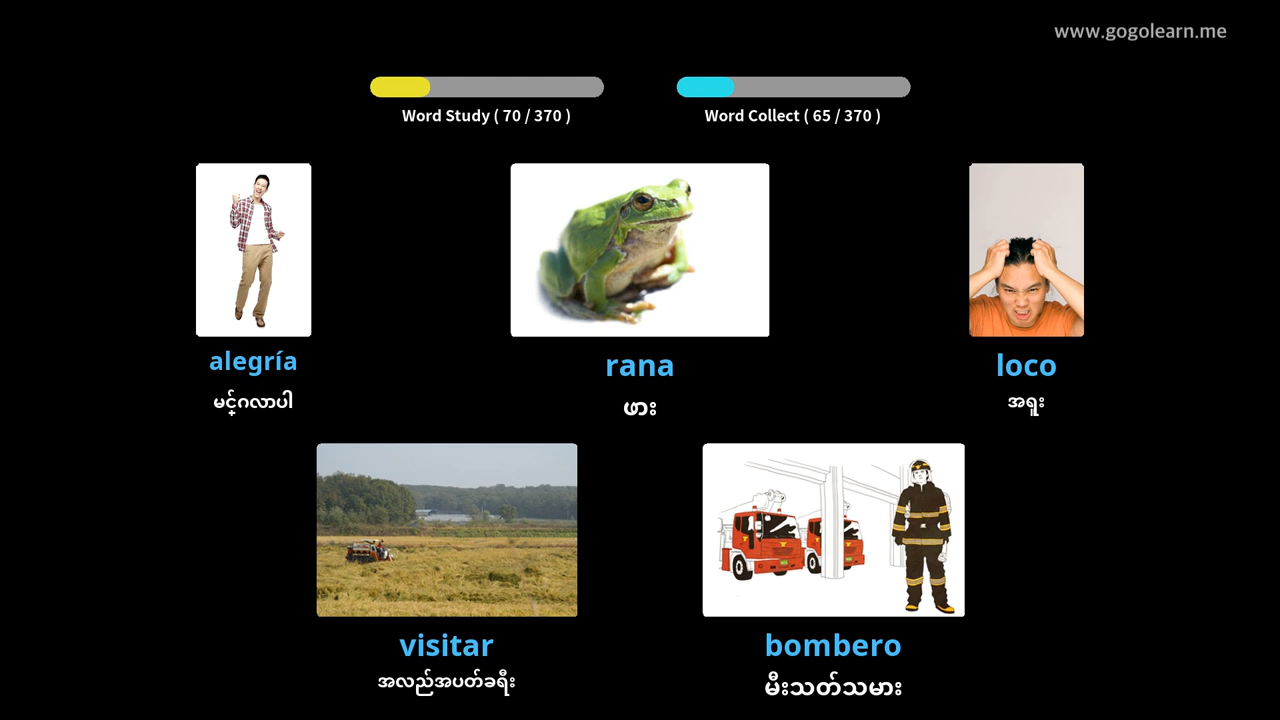 www.gogolearn.me
Word Study ( 70 / 370 )
Word Collect ( 65 / 370 )
alegría
မင်္ဂလာပါ
rana
ဖား
loco
အရူး
visitar
အလည်အပတ်ခရီး
bombero
မီးသတ်သမား